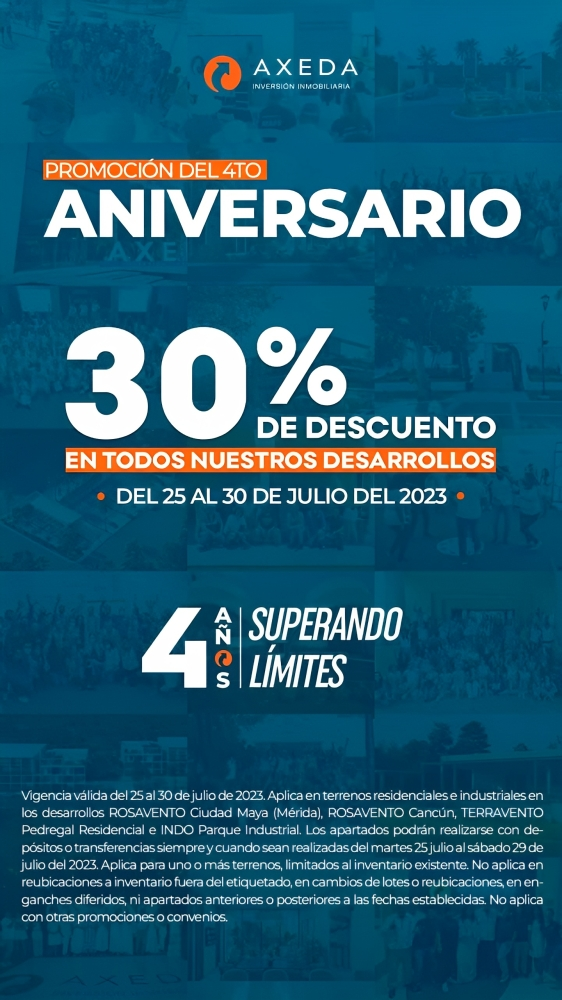 AXEDA
INVERSIÓN INMOBILIARIA
PROMOCIÓN DEL 4TO
ANIVERSARIO
30%
DE DESCUENTO
EN TODOS NUESTROS DESARROLLOS
• DEL 25 AL 30 DE JULIO DEL 2023 •
4 AÑOS
SUPERANDO
LÍMITES
Vigencia válida del 25 al 30 de julio de 2023. Aplica en terrenos residenciales e industriales en
los desarrollos ROSAVENTO Ciudad Maya (Mérida), ROSAVENTO Cancún, TERRAVENTO
Pedregal Residencial e INDO Parque Industrial. Los apartados podrán realizarse con de-
pósitos o transferencias siempre y cuando sean realizadas del martes 25 julio al sábado 29 de
julio del 2023. Aplica para uno o más terrenos, limitados al inventario existente. No aplica en
reubicaciones a inventario fuera del etiquetado, en cambios de lotes o reubicaciones, en en-
ganches diferidos, ni apartados anteriores o posteriores a las fechas establecidas. No aplica
con otras promociones o convenios.
AXE
AXEDA